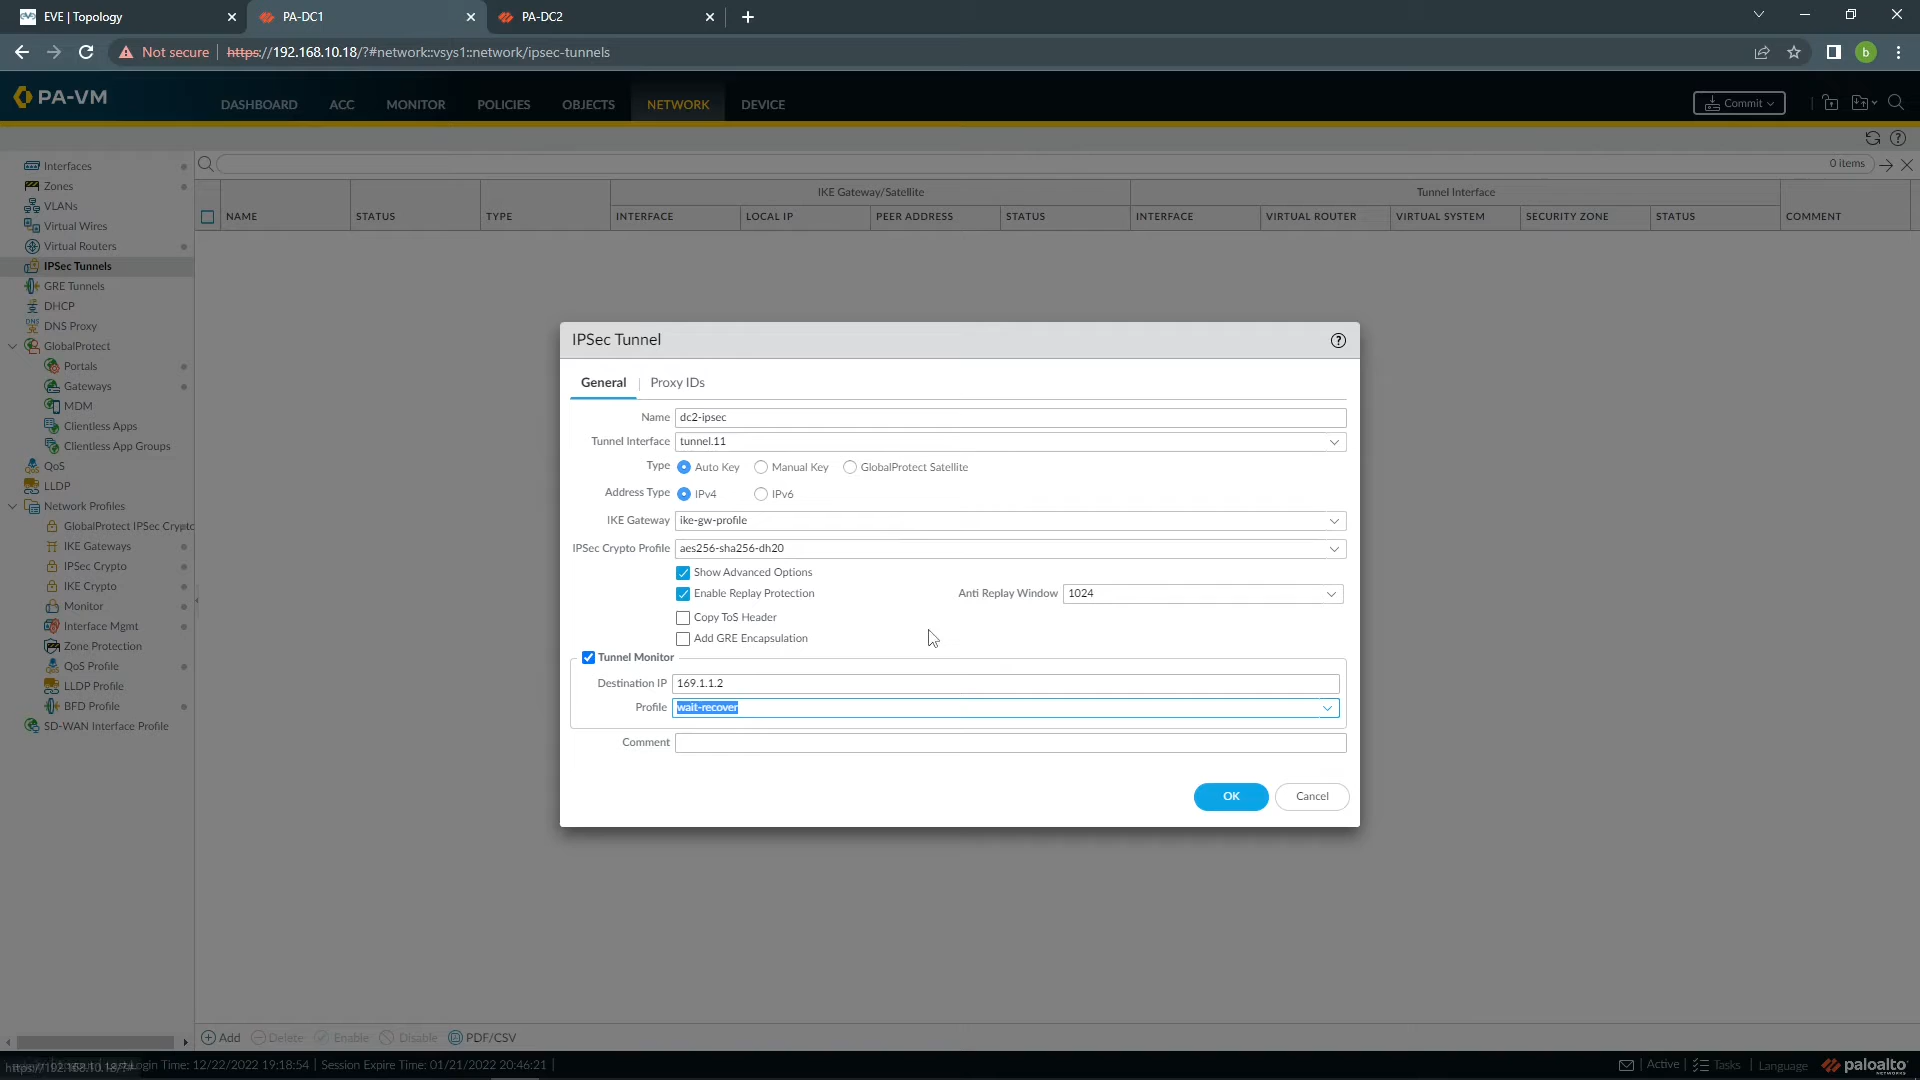 EVE | Topology
PA-DC1
PA-DC2
Not secure
https://192.168.10.18/?#network::vsys1::network/ipsec-tunnels
b
PA-VM
DASHBOARD
ACC
MONITOR
POLICIES
OBJECTS
NETWORK
DEVICE
Commit
0 items
Interfaces
Zones
VLANs
Virtual Wires
Virtual Routers
IPSec Tunnels
GRE Tunnels
DHCP
DNS Proxy
GlobalProtect
Portals
Gateways
MDM
Clientless Apps
Clientless App Groups
QoS
LLDP
Network Profiles
GlobalProtect IPSec Crypto
IKE Gateways
IPSec Crypto
IKE Crypto
Monitor
Interface Mgmt
Zone Protection
QoS Profile
LLDP Profile
BFD Profile
SD-WAN Interface Profile
IKE Gateway/Satellite
Tunnel Interface
NAME
STATUS
TYPE
INTERFACE
LOCAL IP
PEER ADDRESS
STATUS
INTERFACE
VIRTUAL ROUTER
VIRTUAL SYSTEM
SECURITY ZONE
STATUS
COMMENT
IPSec Tunnel
General
Proxy IDs
Name dc2-ipsec
Tunnel Interface tunnel.11
Type Auto Key Manual Key GlobalProtect Satellite
Address Type IPv4 IPv6
IKE Gateway ike-gw-profile
IPSec Crypto Profile aes256-sha256-dh20
Show Advanced Options
Enable Replay Protection Anti Replay Window 1024
Copy ToS Header
Add GRE Encapsulation
Tunnel Monitor
Destination IP 169.1.1.2
Profile wait-recover
Comment
OK
Cancel
Add
Delete
Enable
Disable
PDF/CSV
Login Time: 12/22/2022 19:18:54 | Session Expire Time: 01/21/2022 20:46:21 |
Active
Tasks
Language
paloalto